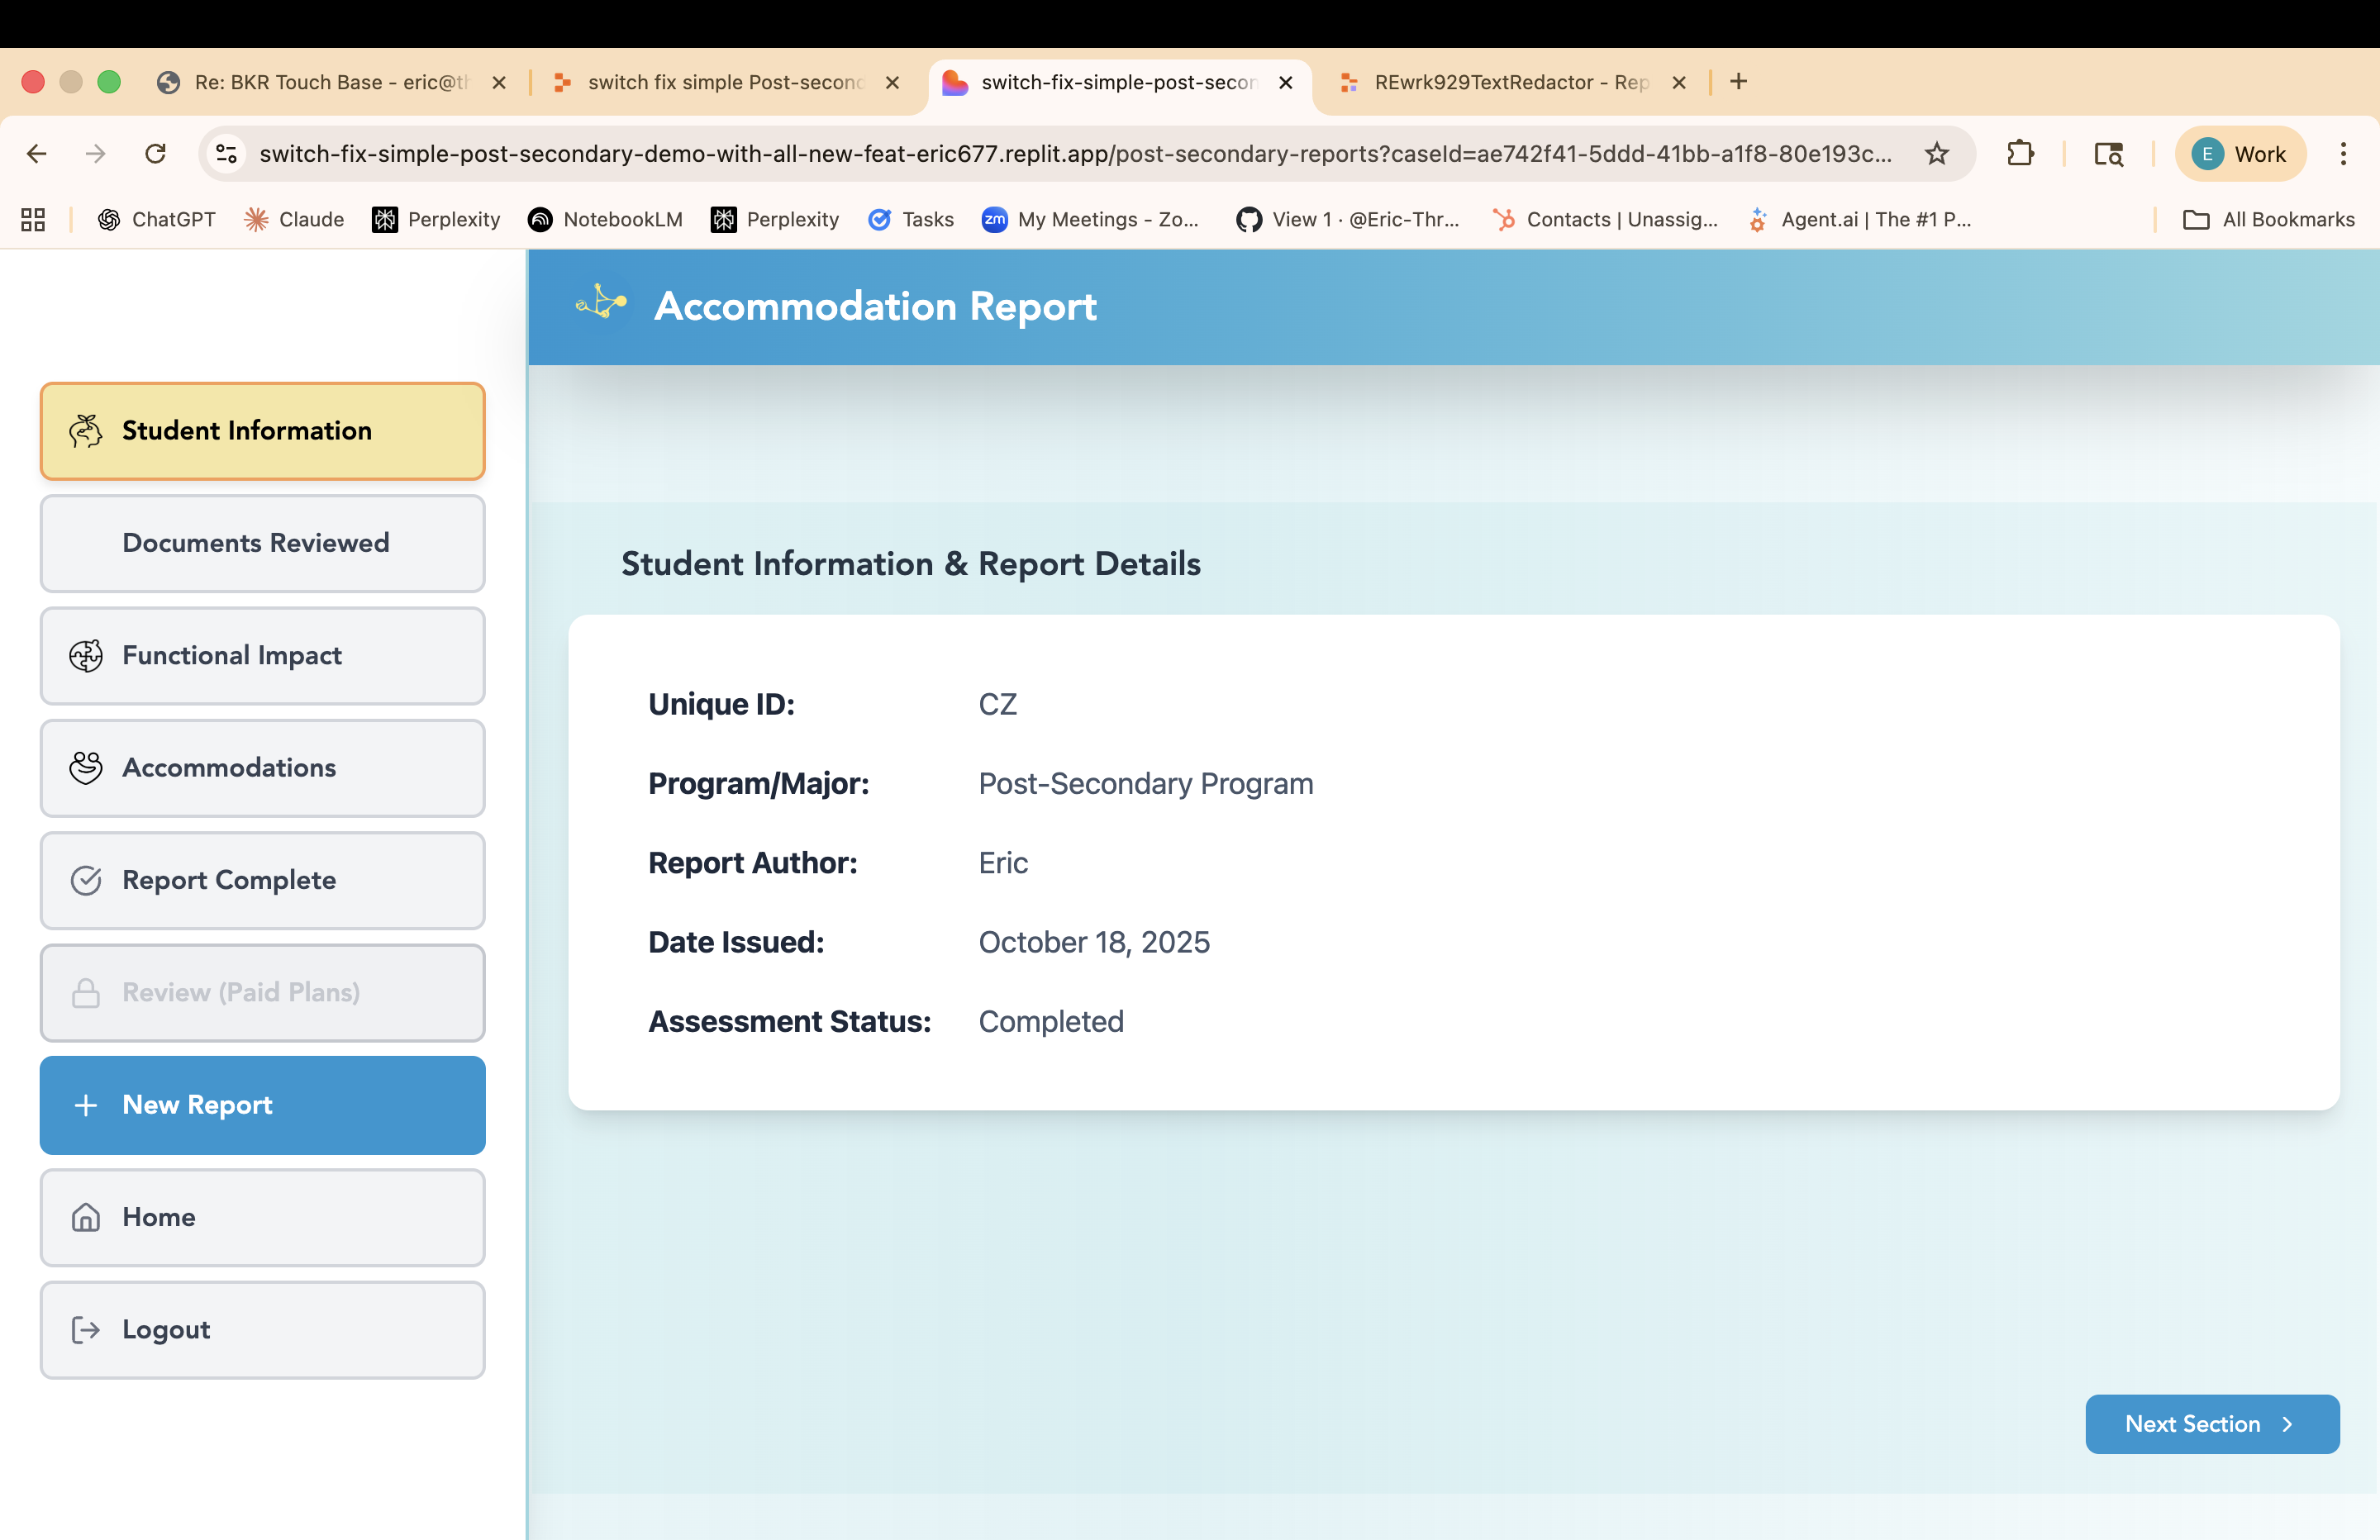 Re: BKR Touch Base - eric@th
switch fix simple Post-second
switch-fix-simple-post-secon
REwrk929TextRedactor - Rep
switch-fix-simple-post-secondary-demo-with-all-new-feat-eric677.replit.app/post-secondary-reports?caseId=ae742f41-5ddd-41bb-a1f8-80e193c...
E Work
ChatGPT
Claude
Perplexity
NotebookLM
Perplexity
Tasks
zm My Meetings - Zo...
View 1 · @Eric-Thr...
Contacts | Unassig...
Agent.ai | The #1 P...
All Bookmarks
Accommodation Report
Student Information
Documents Reviewed
Functional Impact
Accommodations
Report Complete
Review (Paid Plans)
New Report
Home
Logout
Student Information & Report Details
Unique ID: CZ
Program/Major: Post-Secondary Program
Report Author: Eric
Date Issued: October 18, 2025
Assessment Status: Completed
Next Section